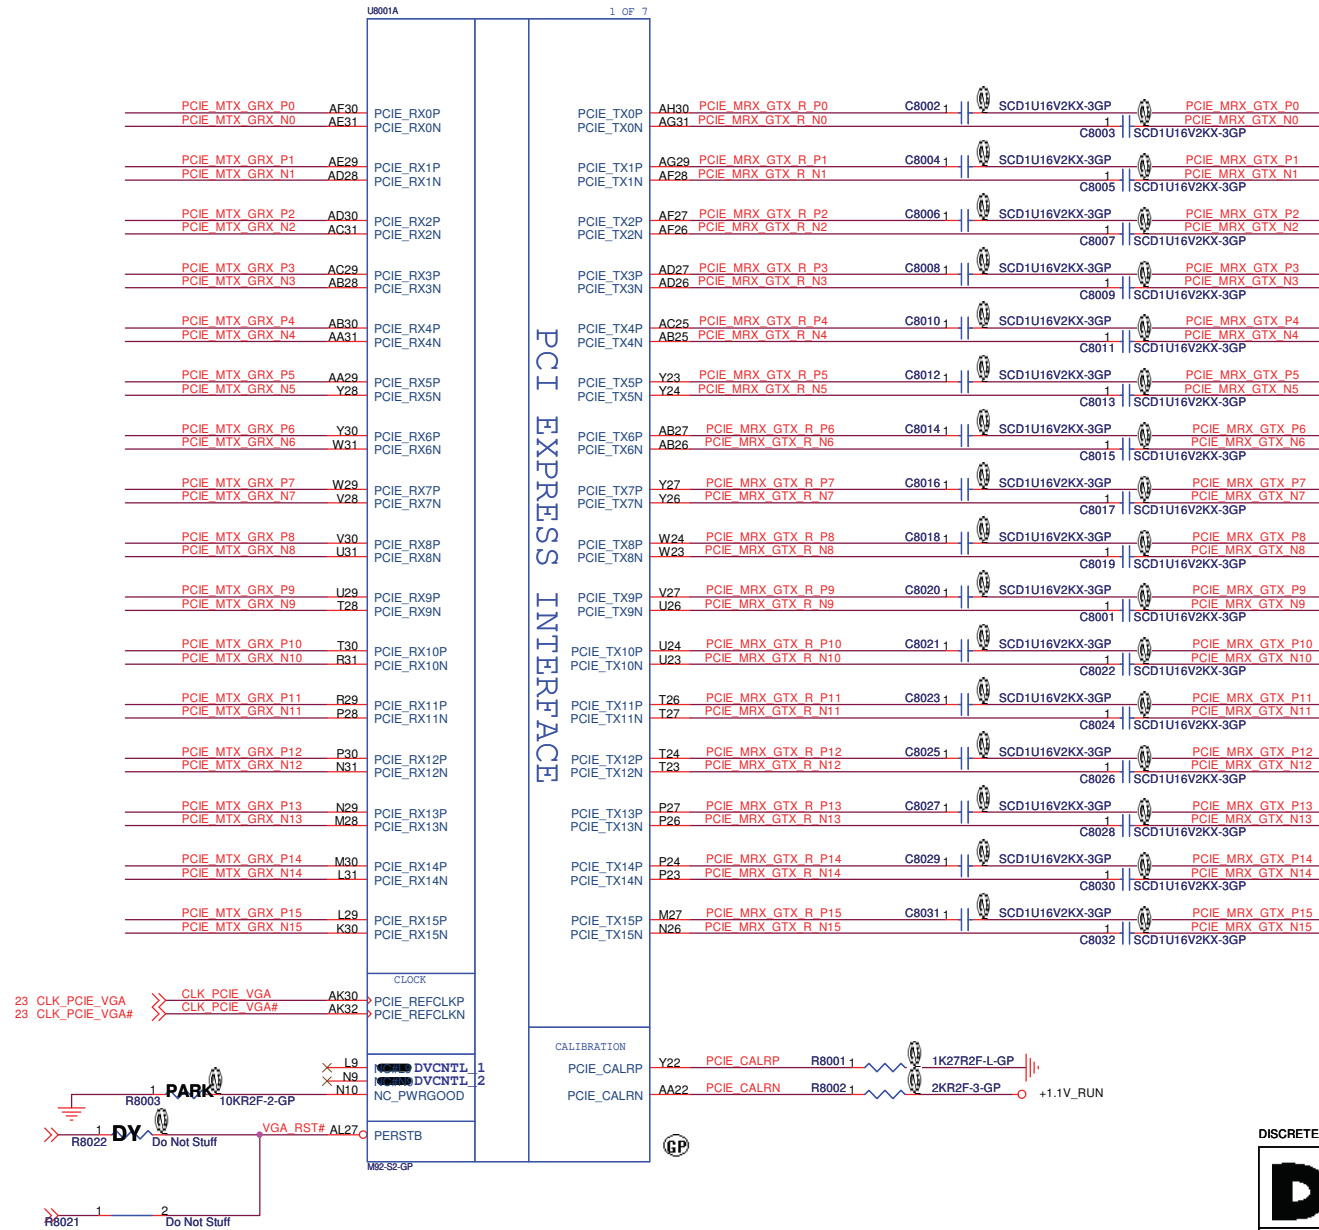 U8001A 1 OF 7
PCIE_MTX_GRX_P0 AF30 PCIE_RX0P PCIE_TX0P AH30 PCIE_MRX_GTX_R_P0 C8002 1 SCD1U16V2KX-3GP PCIE_MRX_GTX_P0
PCIE_MTX_GRX_N0 AE31 PCIE_RX0N PCIE_TX0N AG31 PCIE_MRX_GTX_R_N0 C8003 1 SCD1U16V2KX-3GP PCIE_MRX_GTX_N0
PCIE_MTX_GRX_P1 AE29 PCIE_RX1P PCIE_TX1P AG29 PCIE_MRX_GTX_R_P1 C8004 1 SCD1U16V2KX-3GP PCIE_MRX_GTX_P1
PCIE_MTX_GRX_N1 AD28 PCIE_RX1N PCIE_TX1N AF28 PCIE_MRX_GTX_R_N1 C8005 1 SCD1U16V2KX-3GP PCIE_MRX_GTX_N1
PCIE_MTX_GRX_P2 AD30 PCIE_RX2P PCIE_TX2P AF27 PCIE_MRX_GTX_R_P2 C8006 1 SCD1U16V2KX-3GP PCIE_MRX_GTX_P2
PCIE_MTX_GRX_N2 AC31 PCIE_RX2N PCIE_TX2N AF26 PCIE_MRX_GTX_R_N2 C8007 1 SCD1U16V2KX-3GP PCIE_MRX_GTX_N2
PCIE_MTX_GRX_P3 AC29 PCIE_RX3P PCIE_TX3P AD27 PCIE_MRX_GTX_R_P3 C8008 1 SCD1U16V2KX-3GP PCIE_MRX_GTX_P3
PCIE_MTX_GRX_N3 AB28 PCIE_RX3N PCIE_TX3N AD26 PCIE_MRX_GTX_R_N3 C8009 1 SCD1U16V2KX-3GP PCIE_MRX_GTX_N3
PCIE_MTX_GRX_P4 AB30 PCIE_RX4P PCIE_TX4P AC25 PCIE_MRX_GTX_R_P4 C8010 1 SCD1U16V2KX-3GP PCIE_MRX_GTX_P4
PCIE_MTX_GRX_N4 AA31 PCIE_RX4N PCIE_TX4N AB25 PCIE_MRX_GTX_R_N4 C8011 1 SCD1U16V2KX-3GP PCIE_MRX_GTX_N4
PCIE_MTX_GRX_P5 AA29 PCIE_RX5P PCIE_TX5P Y23 PCIE_MRX_GTX_R_P5 C8012 1 SCD1U16V2KX-3GP PCIE_MRX_GTX_P5
PCIE_MTX_GRX_N5 Y28 PCIE_RX5N PCIE_TX5N Y24 PCIE_MRX_GTX_R_N5 C8013 1 SCD1U16V2KX-3GP PCIE_MRX_GTX_N5
PCIE_MTX_GRX_P6 Y30 PCIE_RX6P PCIE_TX6P AB27 PCIE_MRX_GTX_R_P6 C8014 1 SCD1U16V2KX-3GP PCIE_MRX_GTX_P6
PCIE_MTX_GRX_N6 W31 PCIE_RX6N PCIE_TX6N AB26 PCIE_MRX_GTX_R_N6 C8015 1 SCD1U16V2KX-3GP PCIE_MRX_GTX_N6
PCIE_MTX_GRX_P7 W29 PCIE_RX7P PCIE_TX7P Y27 PCIE_MRX_GTX_R_P7 C8016 1 SCD1U16V2KX-3GP PCIE_MRX_GTX_P7
PCIE_MTX_GRX_N7 V28 PCIE_RX7N PCIE_TX7N Y26 PCIE_MRX_GTX_R_N7 C8017 1 SCD1U16V2KX-3GP PCIE_MRX_GTX_N7
PCIE_MTX_GRX_P8 V30 PCIE_RX8P PCIE_TX8P W24 PCIE_MRX_GTX_R_P8 C8018 1 SCD1U16V2KX-3GP PCIE_MRX_GTX_P8
PCIE_MTX_GRX_N8 U31 PCIE_RX8N PCIE_TX8N W23 PCIE_MRX_GTX_R_N8 C8019 1 SCD1U16V2KX-3GP PCIE_MRX_GTX_N8
PCIE_MTX_GRX_P9 U29 PCIE_RX9P PCIE_TX9P V27 PCIE_MRX_GTX_R_P9 C8020 1 SCD1U16V2KX-3GP PCIE_MRX_GTX_P9
PCIE_MTX_GRX_N9 T28 PCIE_RX9N PCIE_TX9N U26 PCIE_MRX_GTX_R_N9 C8001 1 SCD1U16V2KX-3GP PCIE_MRX_GTX_N9
PCIE_MTX_GRX_P10 T30 PCIE_RX10P PCIE_TX10P U24 PCIE_MRX_GTX_R_P10 C8021 1 SCD1U16V2KX-3GP PCIE_MRX_GTX_P10
PCIE_MTX_GRX_N10 R31 PCIE_RX10N PCIE_TX10N U23 PCIE_MRX_GTX_R_N10 C8022 1 SCD1U16V2KX-3GP PCIE_MRX_GTX_N10
PCIE_MTX_GRX_P11 R29 PCIE_RX11P PCIE_TX11P T26 PCIE_MRX_GTX_R_P11 C8023 1 SCD1U16V2KX-3GP PCIE_MRX_GTX_P11
PCIE_MTX_GRX_N11 P28 PCIE_RX11N PCIE_TX11N T27 PCIE_MRX_GTX_R_N11 C8024 1 SCD1U16V2KX-3GP PCIE_MRX_GTX_N11
PCIE_MTX_GRX_P12 P30 PCIE_RX12P PCIE_TX12P T24 PCIE_MRX_GTX_R_P12 C8025 1 SCD1U16V2KX-3GP PCIE_MRX_GTX_P12
PCIE_MTX_GRX_N12 N31 PCIE_RX12N PCIE_TX12N T23 PCIE_MRX_GTX_R_N12 C8026 1 SCD1U16V2KX-3GP PCIE_MRX_GTX_N12
PCIE_MTX_GRX_P13 N29 PCIE_RX13P PCIE_TX13P P27 PCIE_MRX_GTX_R_P13 C8027 1 SCD1U16V2KX-3GP PCIE_MRX_GTX_P13
PCIE_MTX_GRX_N13 M28 PCIE_RX13N PCIE_TX13N P26 PCIE_MRX_GTX_R_N13 C8028 1 SCD1U16V2KX-3GP PCIE_MRX_GTX_N13
PCIE_MTX_GRX_P14 M30 PCIE_RX14P PCIE_TX14P P24 PCIE_MRX_GTX_R_P14 C8029 1 SCD1U16V2KX-3GP PCIE_MRX_GTX_P14
PCIE_MTX_GRX_N14 L31 PCIE_RX14N PCIE_TX14N P23 PCIE_MRX_GTX_R_N14 C8030 1 SCD1U16V2KX-3GP PCIE_MRX_GTX_N14
PCIE_MTX_GRX_P15 L29 PCIE_RX15P PCIE_TX15P M27 PCIE_MRX_GTX_R_P15 C8031 1 SCD1U16V2KX-3GP PCIE_MRX_GTX_P15
PCIE_MTX_GRX_N15 K30 PCIE_RX15N PCIE_TX15N N26 PCIE_MRX_GTX_R_N15 C8032 1 SCD1U16V2KX-3GP PCIE_MRX_GTX_N15
PCI EXPRESS INTERFACE
CLOCK
23 CLK_PCIE_VGA CLK_PCIE_VGA AK30 PCIE_REFCLKP
23 CLK_PCIE_VGA# CLK_PCIE_VGA# AK32 PCIE_REFCLKN
CALIBRATION
L9 DVCNTL_1 PCIE_CALRP Y22 PCIE_CALRP R8001 1 1K27R2F-L-GP
N9 DVCNTL_2
R8003 1 PARK 10KR2F-2-GP N10 NC_PWRGOOD PCIE_CALRN AA22 PCIE_CALRN R8002 1 2KR2F-3-GP +1.1V_RUN
R8022 1 DY Do Not Stuff VGA_RST# AL27 PERSTB
GP
M92-S2-GP
DISCRETE
D
R8021 1 2 Do Not Stuff